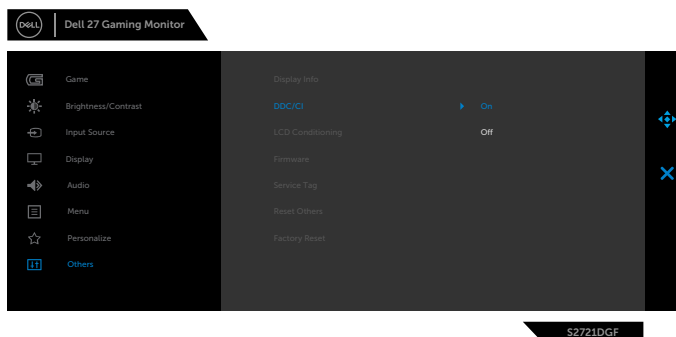 DELL
Dell 27 Gaming Monitor
Game
Display Info
Brightness/Contrast
DDC/CI
On
Input Source
LCD Conditioning
Off
Display
Firmware
Audio
Service Tag
Menu
Reset Others
Personalize
Factory Reset
Others
S2721DGF